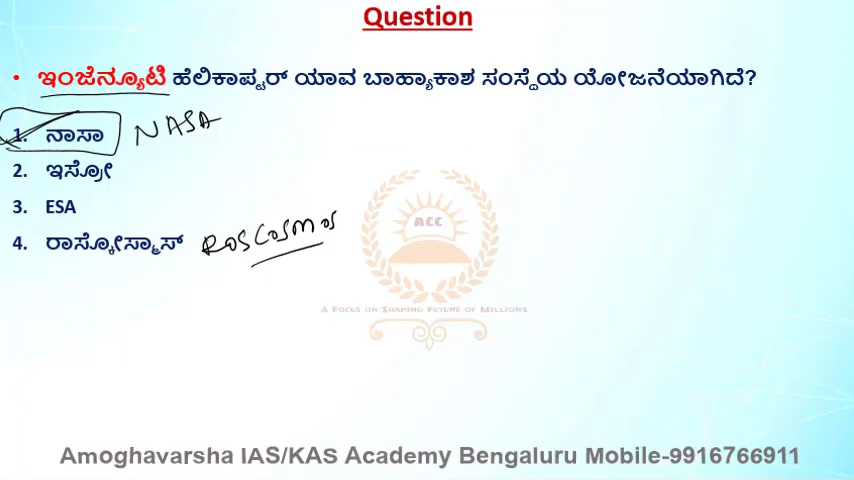 Question
• ಇಂಜೆನ್ಯೂಟಿ ಹೆಲಿಕಾಪ್ಟರ್ ಯಾವ ಬಾಹ್ಯಾಕಾಶ ಸಂಸ್ಥೆಯ ಯೋಜನೆಯಾಗಿದೆ?
1. ನಾಸಾ NASA
2. ಇಸ್ರೋ
3. ESA
4. ರಾಸ್ಕೋಸ್ಮಾಸ್ ROSCOSMOS
ACC
A Focus on Shaping Future of Millions
Amoghavarsha IAS/KAS Academy Bengaluru Mobile-9916766911